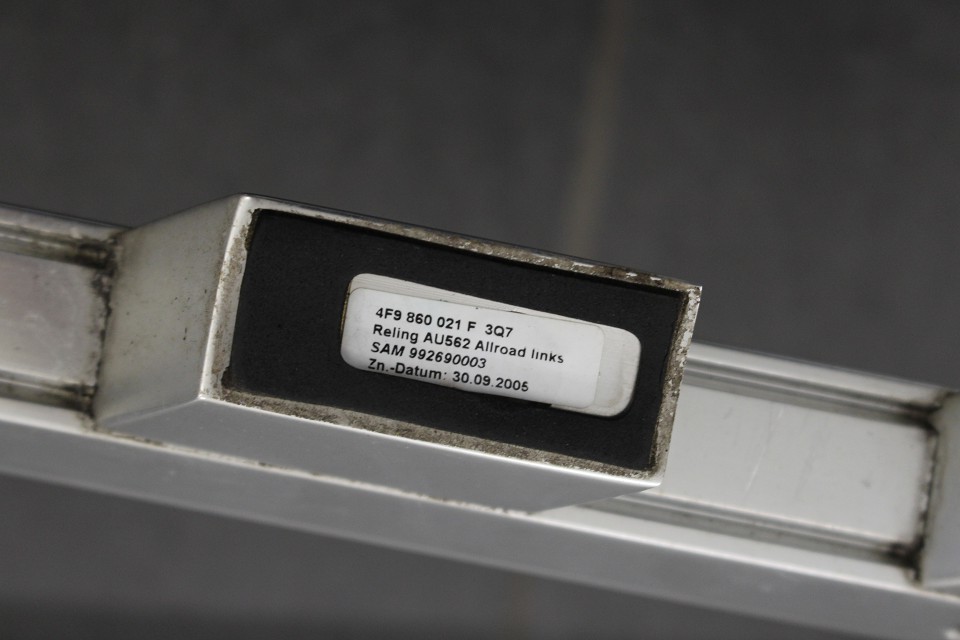 4F9 860 021 F 3Q7
Reling AU562 Allroad links
SAM 992690003
Zn.-Datum: 30.09.2005